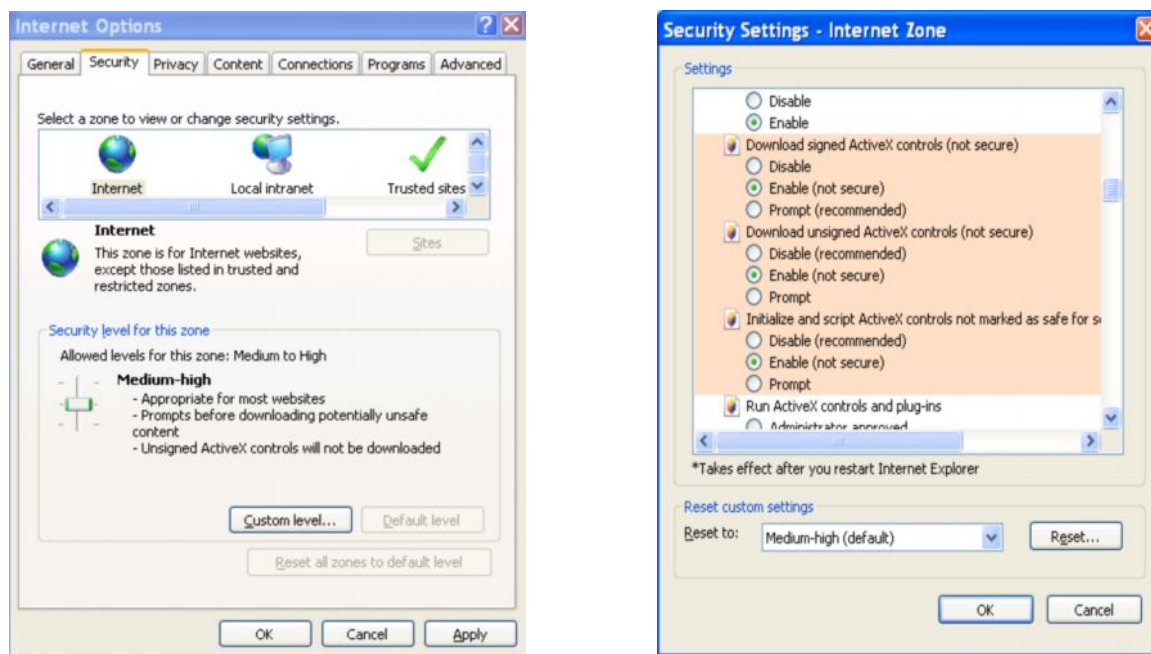 Internet Options
General Security Privacy Content Connections Programs Advanced
Select a zone to view or change security settings.
Internet Local intranet Trusted sites
Internet
This zone is for Internet websites,
except those listed in trusted and
restricted zones.
Sites
Security level for this zone
Allowed levels for this zone: Medium to High
Medium-high
- Appropriate for most websites
- Prompts before downloading potentially unsafe
content
- Unsigned ActiveX controls will not be downloaded
Custom level... Default level
Reset all zones to default level
OK Cancel Apply
Security Settings - Internet Zone
Settings
Disable
Enable
Download signed ActiveX controls (not secure)
Disable
Enable (not secure)
Prompt (recommended)
Download unsigned ActiveX controls (not secure)
Disable (recommended)
Enable (not secure)
Prompt
Initialize and script ActiveX controls not marked as safe for s
Disable (recommended)
Enable (not secure)
Prompt
Run ActiveX controls and plug-ins
Administrator approved
*Takes effect after you restart Internet Explorer
Reset custom settings
Reset to: Medium-high (default) Reset...
OK Cancel